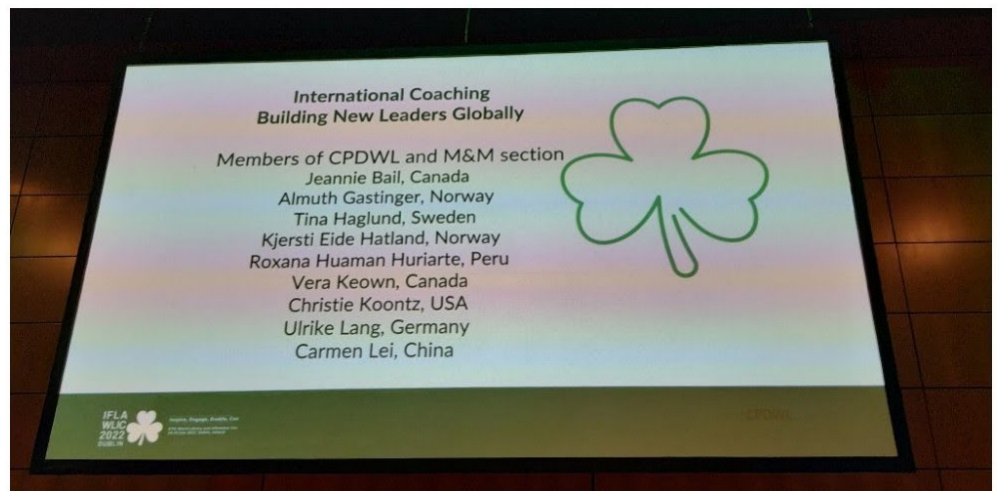 International Coaching
Building New Leaders Globally
Members of CPDWL and M&M section
Jeannie Bail, Canada
Almuth Gastinger, Norway
Tina Haglund, Sweden
Kjersti Eide Hatland, Norway
Roxana Huaman Huriarte, Peru
Vera Keown, Canada
Christie Koontz, USA
Ulrike Lang, Germany
Carmen Lei, China
IFLA
WLIC
2022
DUBLIN
Inspire, Engage, Enable, Con
CPDWL